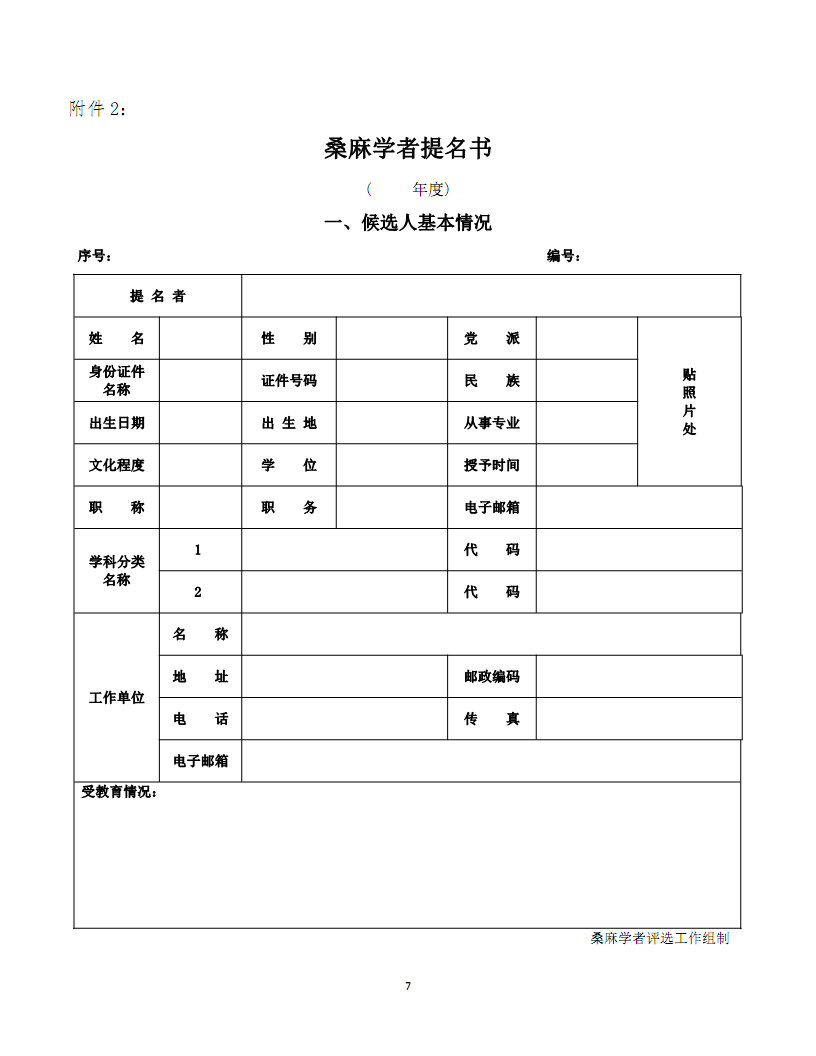 附件 2：
桑麻学者提名书
（　　年度）
一、候选人基本情况
序号：　　编号：
提 名 者
姓　　名　　性　　别　　党　　派
身份证件
名称　　证件号码　　民　　族
贴
照
片
处
出生日期　　出 生 地　　从事专业
文化程度　　学　　位　　授予时间
职　　称　　职　　务　　电子邮箱
学科分类
名称
1　　代　　码
2　　代　　码
工作单位
名　　称
地　　址　　邮政编码
电　　话　　传　　真
电子邮箱
受教育情况：
桑麻学者评选工作组制
7